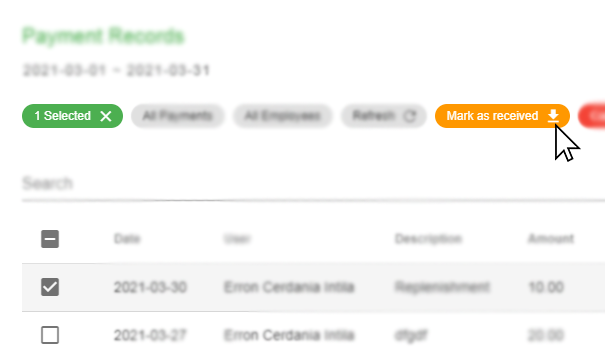 Payment Records
2021-03-01 ~ 2021-03-31
1 Selected All Payments All Employees Refresh Mark as received
Search
Date User Description Amount
2021-03-30 Erron Cerdania Intila Replenishment 10.00
2021-03-27 Erron Cerdania Intila dfgdf 20.00